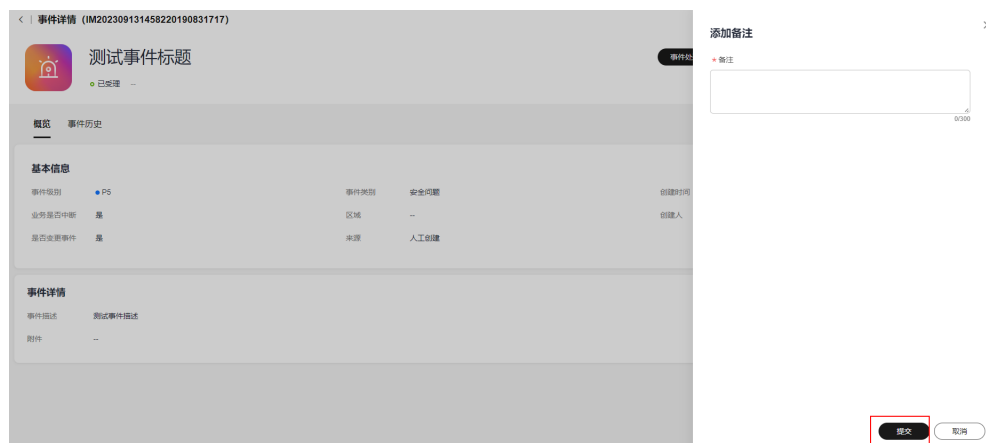 < | 事件详情（IM20230913145822019083​1717）
测试事件标题
已受理 --
事件处
概览 事件历史
基本信息
事件级别 P5 事件类别 安全问题 创建时间
业务是否中断 是 区域 -- 创建人
是否变更事件 是 来源 人工创建
事件详情
事件描述 测试事件描述
附件 --
添加备注
* 备注
0/300
提交 取消